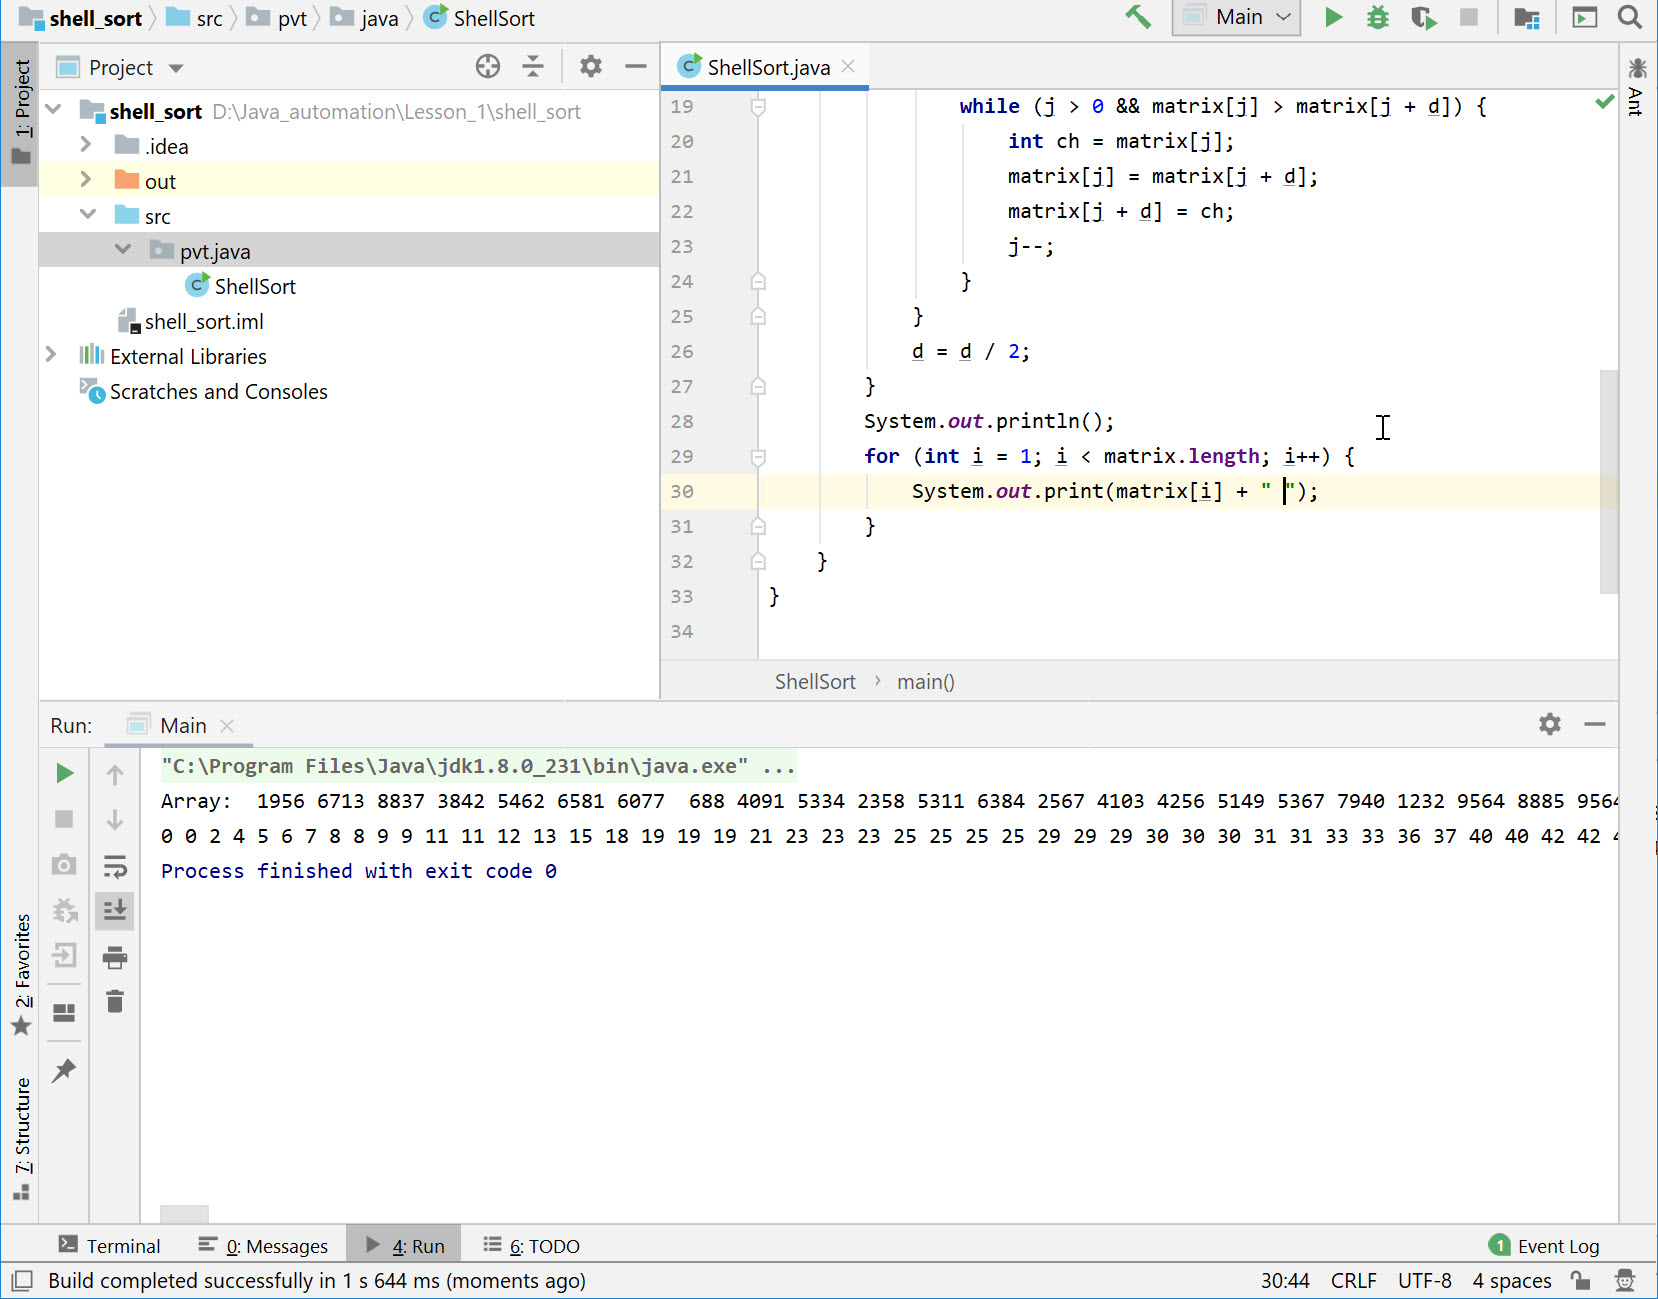 shell_sort src pvt java ShellSort
Main
1: Project
Project
ShellSort.java
Ant
shell_sort D:\Java_automation\Lesson_1\shell_sort
.idea
out
src
pvt.java
ShellSort
shell_sort.iml
External Libraries
Scratches and Consoles
19 while (j > 0 && matrix[j] > matrix[j + d]) {
20 int ch = matrix[j];
21 matrix[j] = matrix[j + d];
22 matrix[j + d] = ch;
23 j--;
24 }
25 }
26 d = d / 2;
27 }
28 System.out.println();
29 for (int i = 1; i < matrix.length; i++) {
30 System.out.print(matrix[i] + " ");
31 }
32 }
33 }
34
ShellSort main()
Run: Main
"C:\Program Files\Java\jdk1.8.0_231\bin\java.exe" ...
Array:  1956 6713 8837 3842 5462 6581 6077  688 4091 5334 2358 5311 6384 2567 4103 4256 5149 5367 7940 1232 9564 8885 9564
0 0 2 4 5 6 7 8 8 9 9 11 11 12 13 15 18 19 19 19 21 23 23 23 25 25 25 25 29 29 29 30 30 30 31 31 33 33 36 37 40 40 42 42
Process finished with exit code 0
2: Favorites
7: Structure
Terminal 0: Messages 4: Run 6: TODO 1 Event Log
Build completed successfully in 1 s 644 ms (moments ago) 30:44 CRLF UTF-8 4 spaces